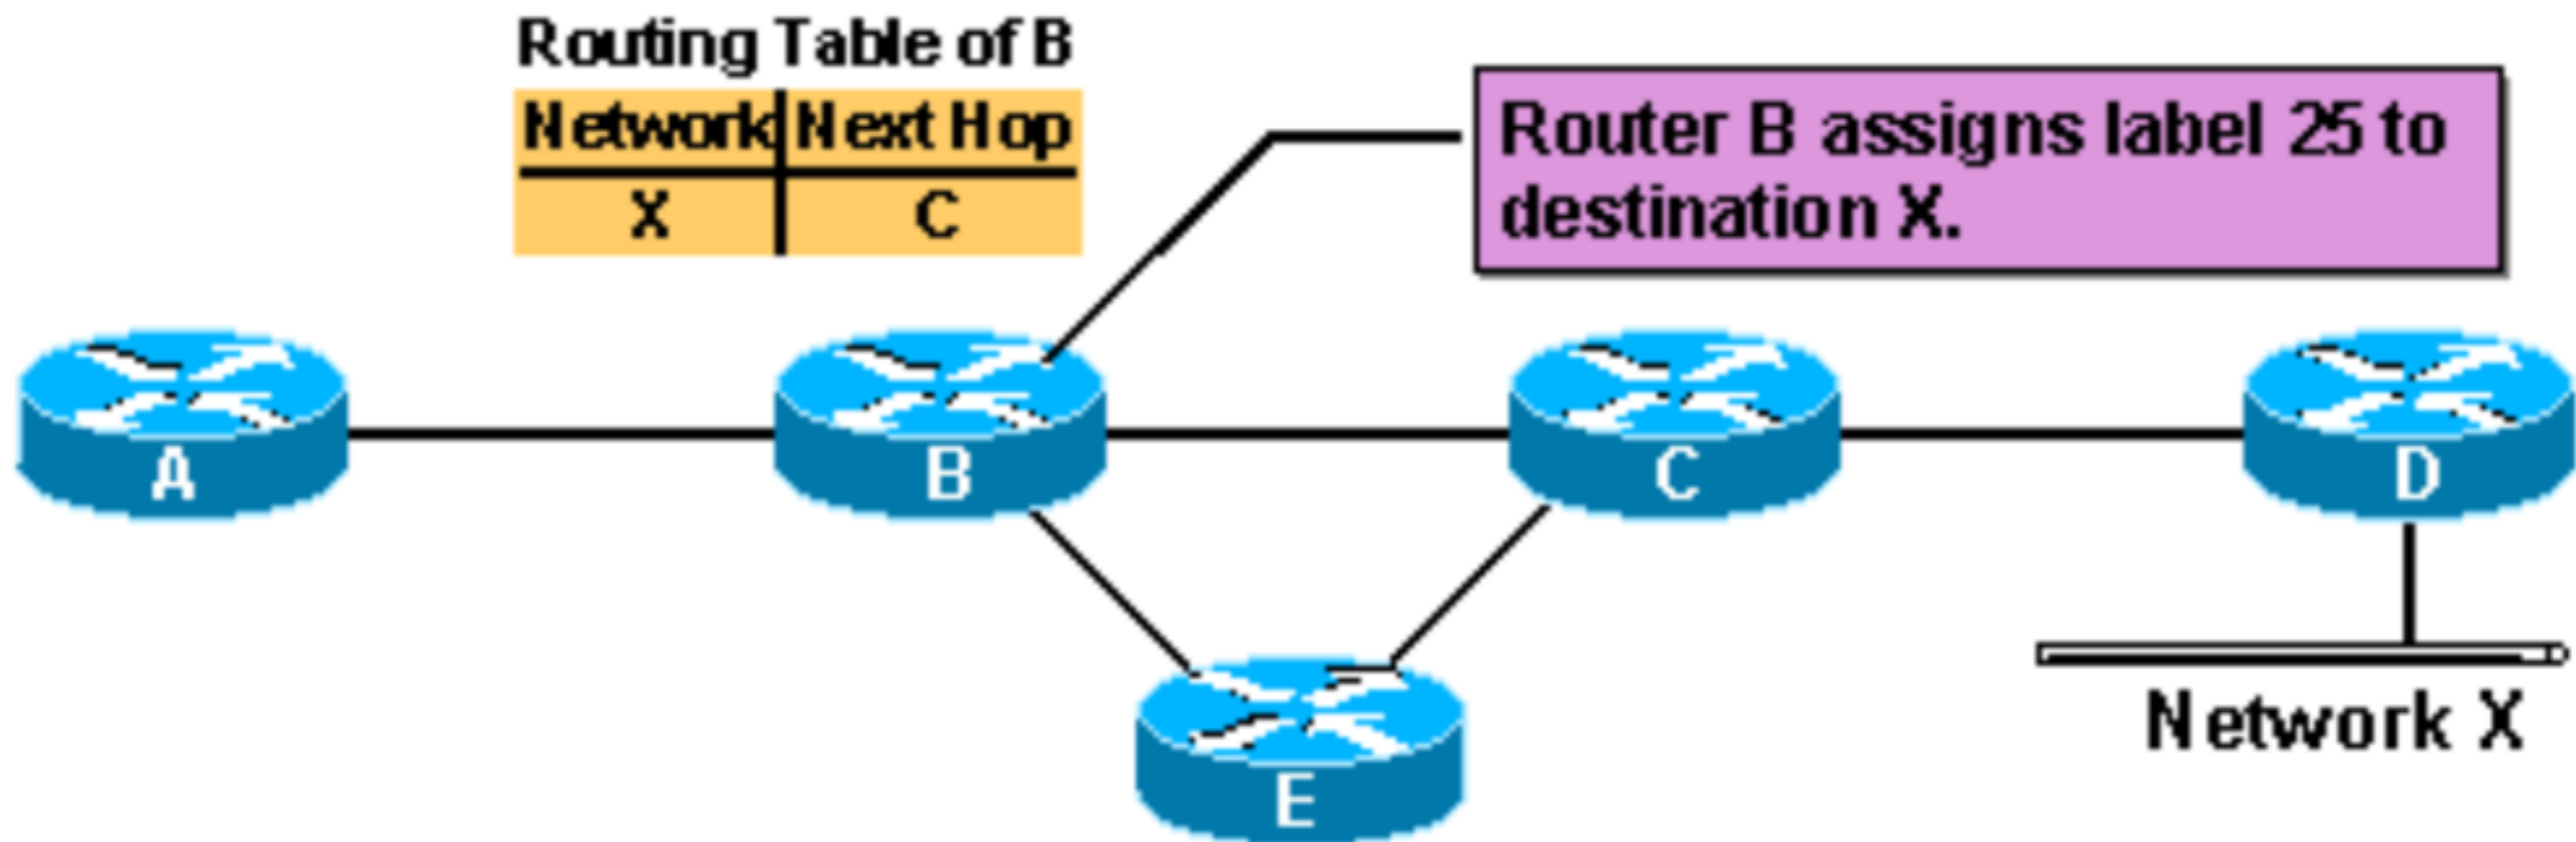 Routing Table of B
Network Next Hop
X C
Router B assigns label 25 to
destination X.
A
B
C
D
E
Network X